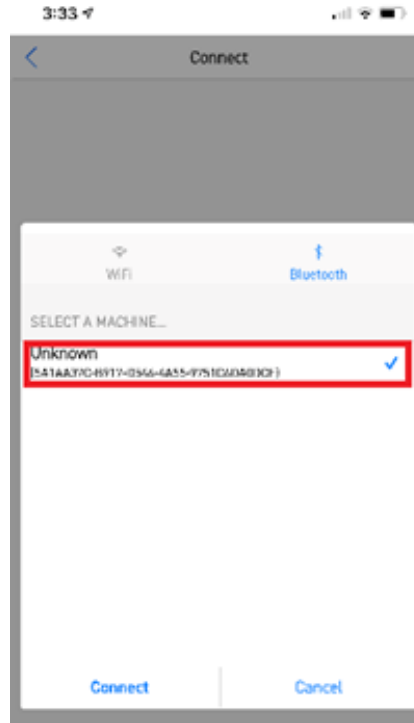 3:33
Connect
WiFi
Bluetooth
SELECT A MACHINE...
Unknown
Connect
Cancel